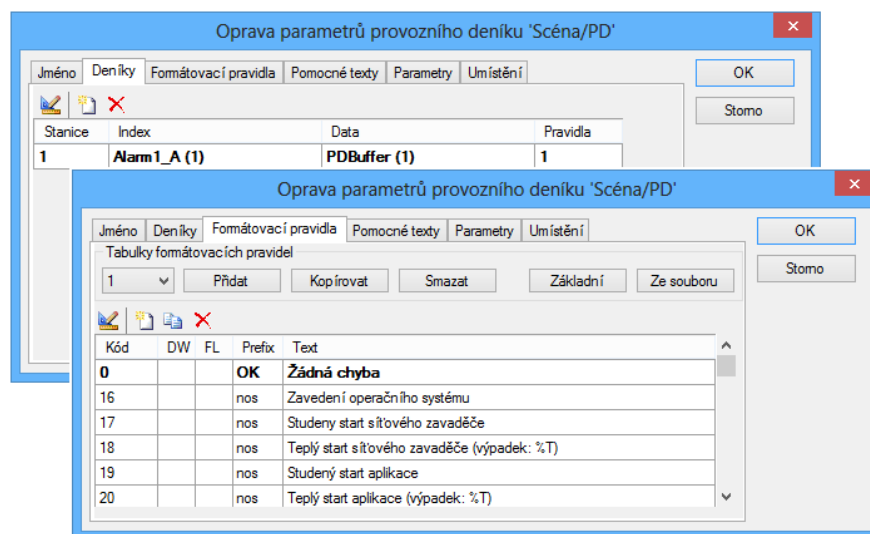 Oprava parametrů provozního deníku 'Scéna/PD'
Jméno Deníky Formátovací pravidla Pomocné texty Parametry Umístění
OK
Storno
Stanice Index Data Pravidla
1 Alarm1_A (1) PDBuffer (1) 1
Oprava parametrů provozního deníku 'Scéna/PD'
Jméno Deníky Formátovací pravidla Pomocné texty Parametry Umístění
OK
Storno
Tabulky formátovacích pravidel
1 Přidat Kopírovat Smazat Základní Ze souboru
Kód DW FL Prefix Text
0 OK Žádná chyba
16 nos Zavedení operačního systému
17 nos Studeny start síťového zavaděče
18 nos Teplý start síťového zavaděče (výpadek: %T)
19 nos Studený start aplikace
20 nos Teplý start aplikace (výpadek: %T)